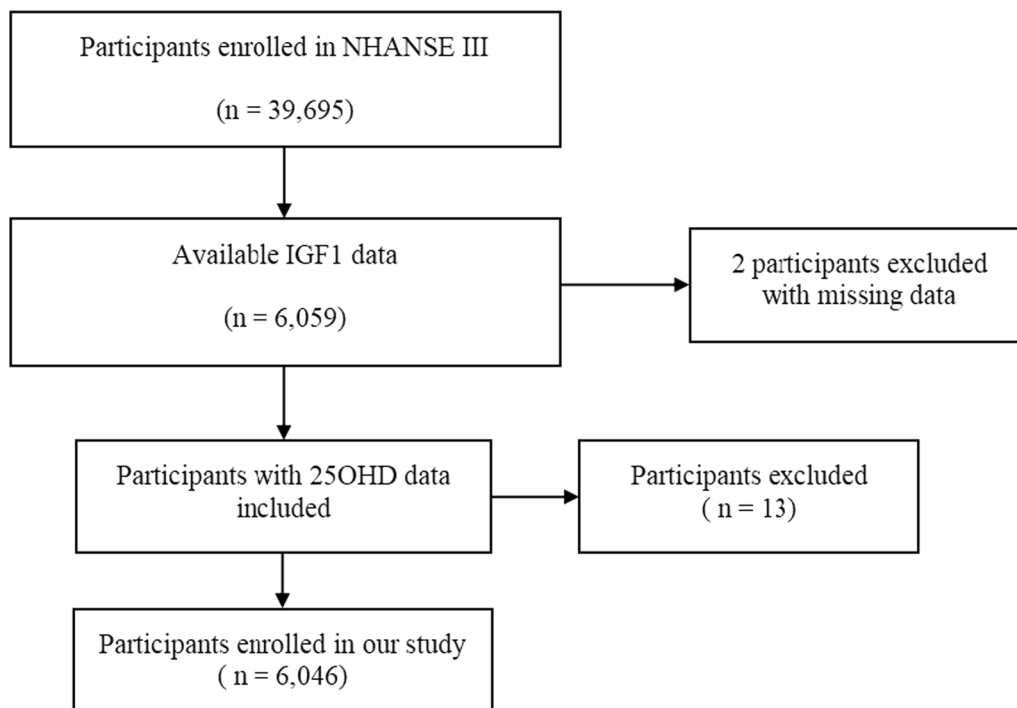 Participants enrolled in NHANSE III
(n = 39,695)
Available IGF1 data
(n = 6,059)
2 participants excluded
with missing data
Participants with 25OHD data
included
Participants excluded
( n = 13)
Participants enrolled in our study
( n = 6,046)